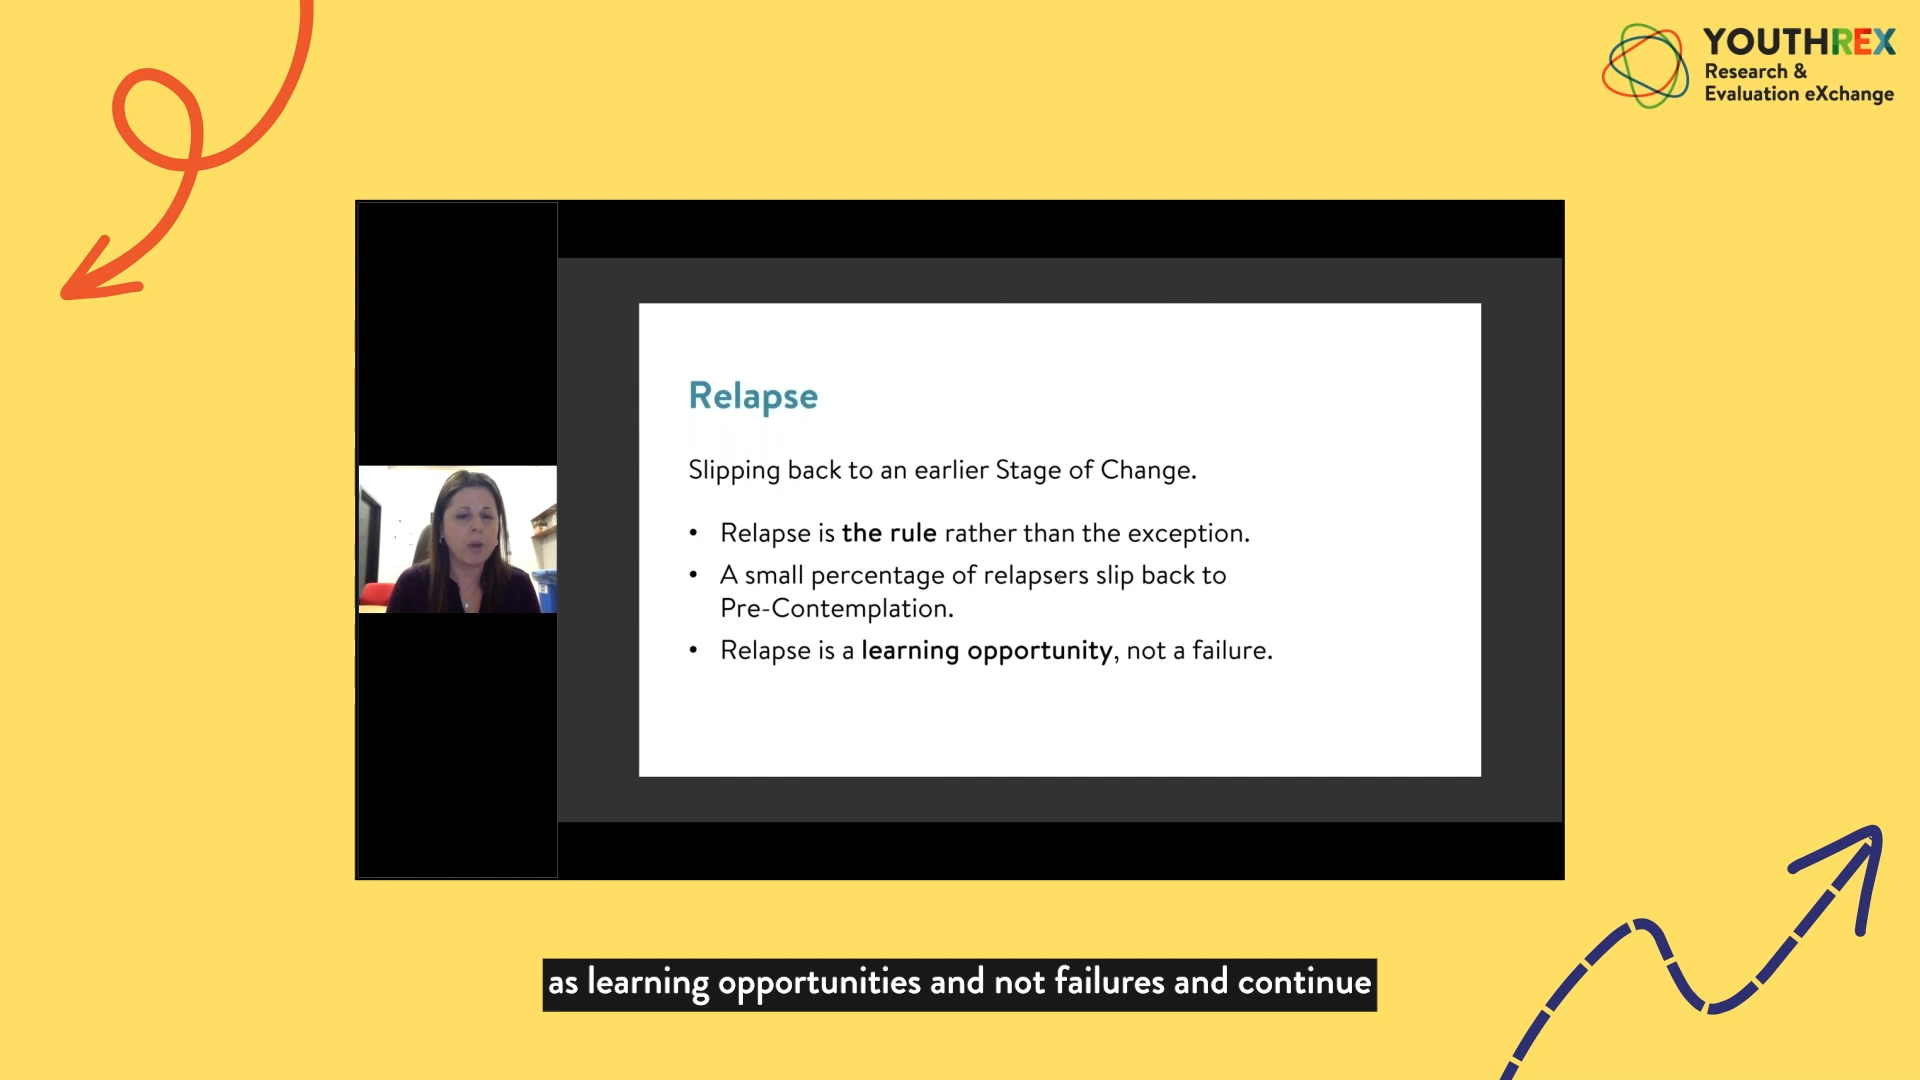 YOUTHREX
Research &
Evaluation eXchange
Relapse
Slipping back to an earlier Stage of Change.
• Relapse is the rule rather than the exception.
• A small percentage of relapsers slip back to
Pre-Contemplation.
• Relapse is a learning opportunity, not a failure.
as learning opportunities and not failures and continue